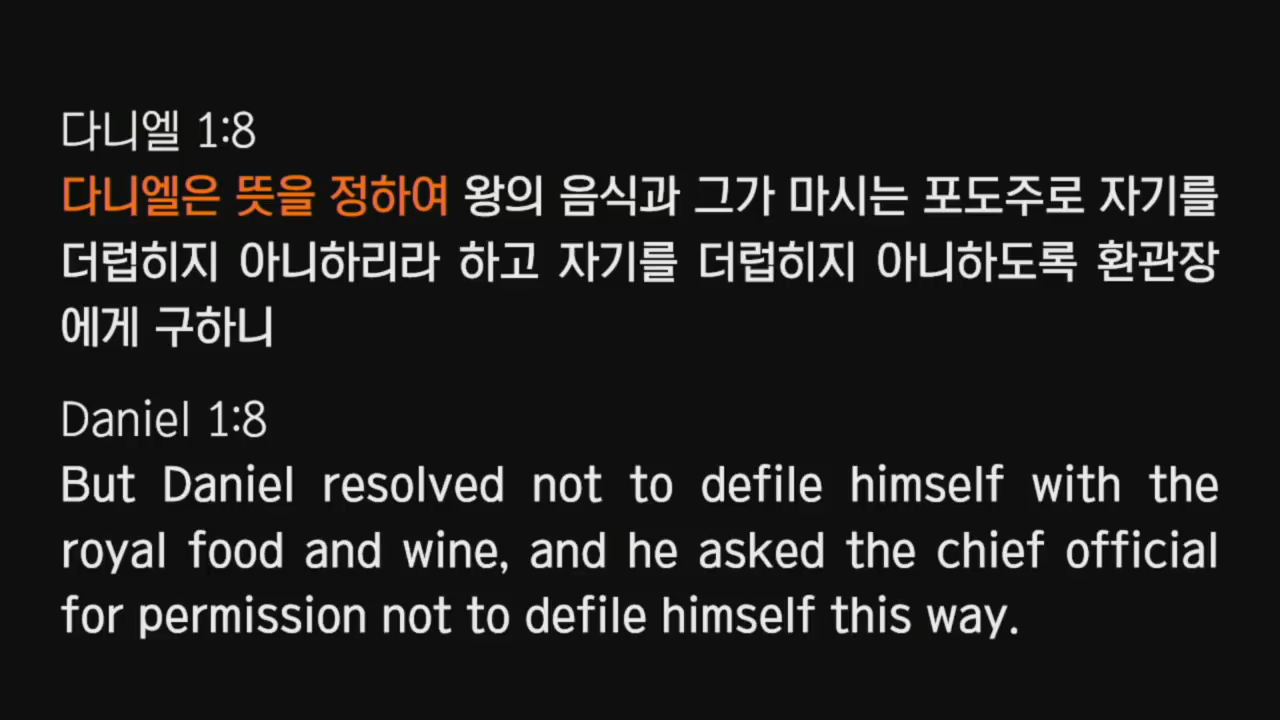 다니엘 1:8
다니엘은 뜻을 정하여 왕의 음식과 그가 마시는 포도주로 자기를
더럽히지 아니하리라 하고 자기를 더럽히지 아니하도록 환관장
에게 구하니
Daniel 1:8
But Daniel resolved not to defile himself with the
royal food and wine, and he asked the chief official
for permission not to defile himself this way.